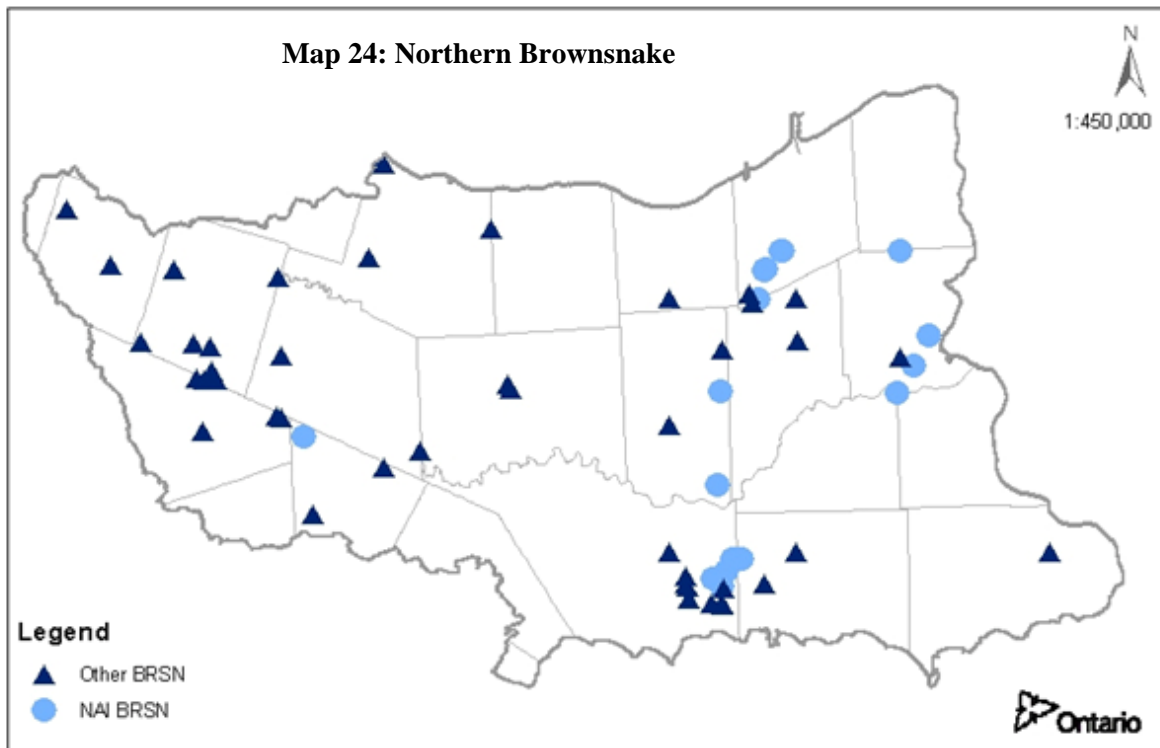 Map 24: Northern Brownsnake
N
1:450,000
Legend
Other BRSN
NAI BRSN
Ontario